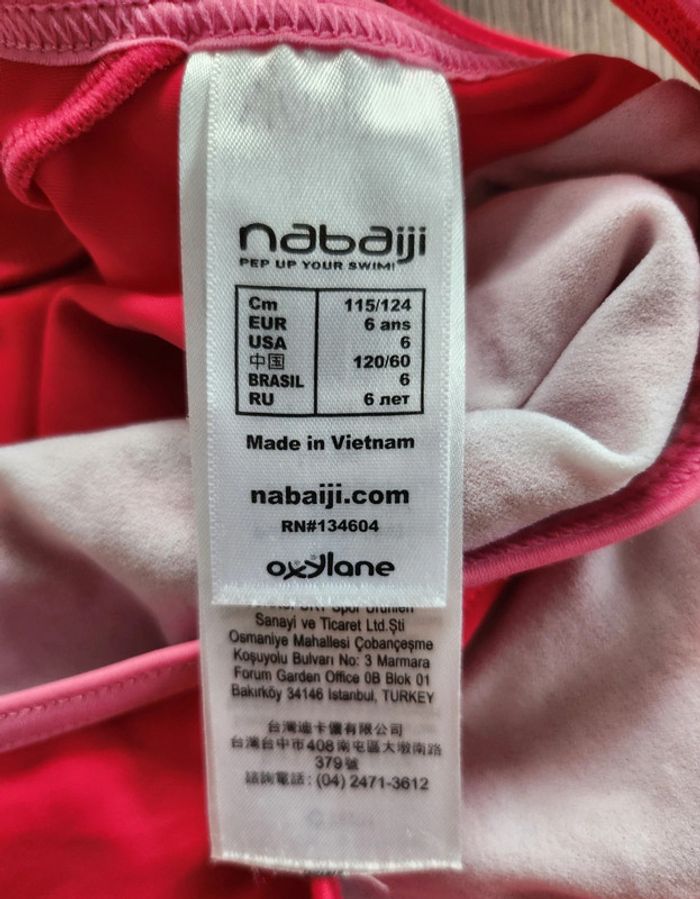 nabaiji
PEP UP YOUR SWIM!
Cm 115/124
EUR 6 ans
USA 6
中国 120/60
BRASIL 6
RU 6 лет
Made in Vietnam
nabaiji.com
RN#134604
oxylane
Spor Ürünleri
Sanayi ve Ticaret Ltd.Şti
Osmaniye Mahallesi Çobançeşme
Koşuyolu Bulvarı No: 3 Marmara
Forum Garden Office 0B Blok 01
Bakırköy 34146 Istanbul, TURKEY
台灣迪卡儂有限公司
台灣台中市408南屯區大墩南路
379號
諮詢電話：(04) 2471-3612